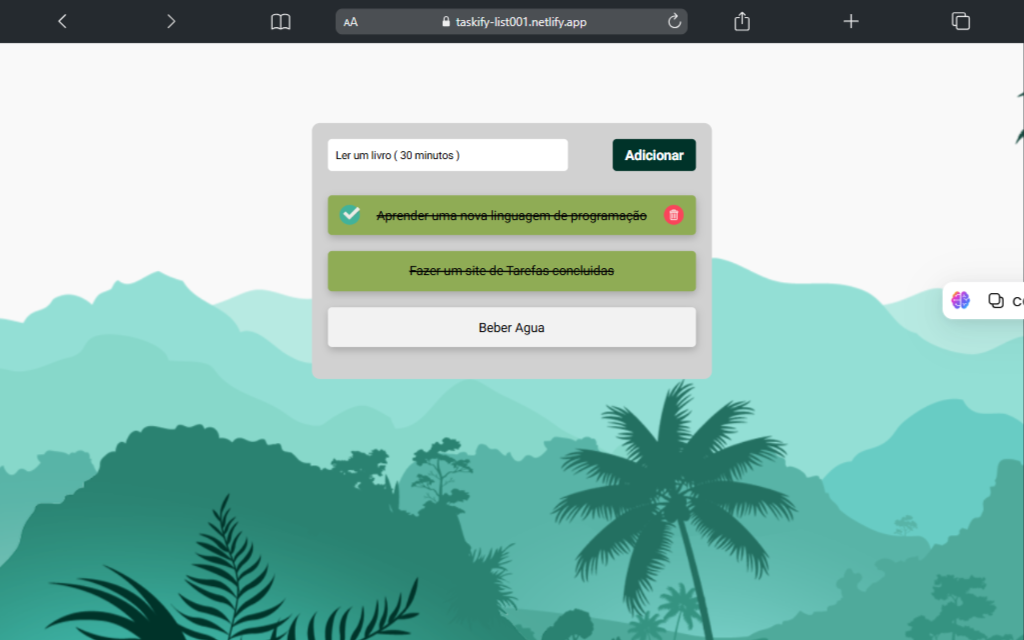 AA taskify-list001.netlify.app
Ler um livro ( 30 minutos ) Adicionar
Aprender uma nova linguagem de programação
Fazer um site de Tarefas concluidas
Beber Agua